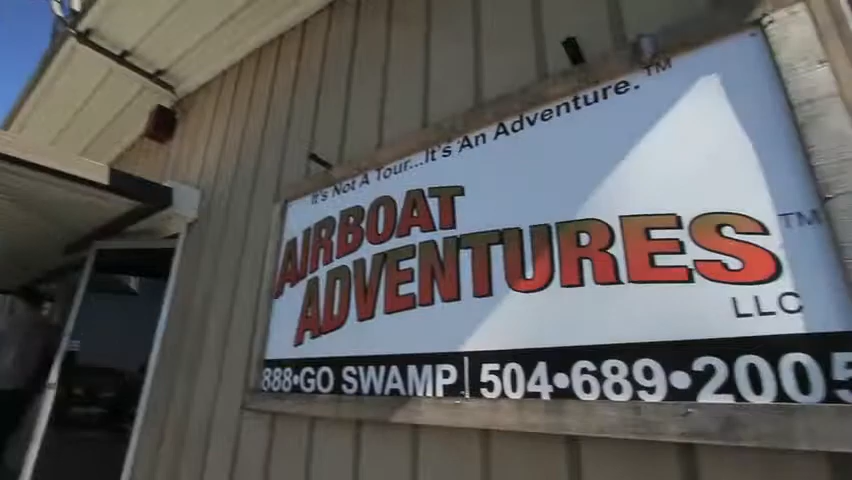 It's Not A Tour...It's An Adventure.™
AIRBOAT
ADVENTURES™
LLC
888•GO SWAMP | 504•689•2005